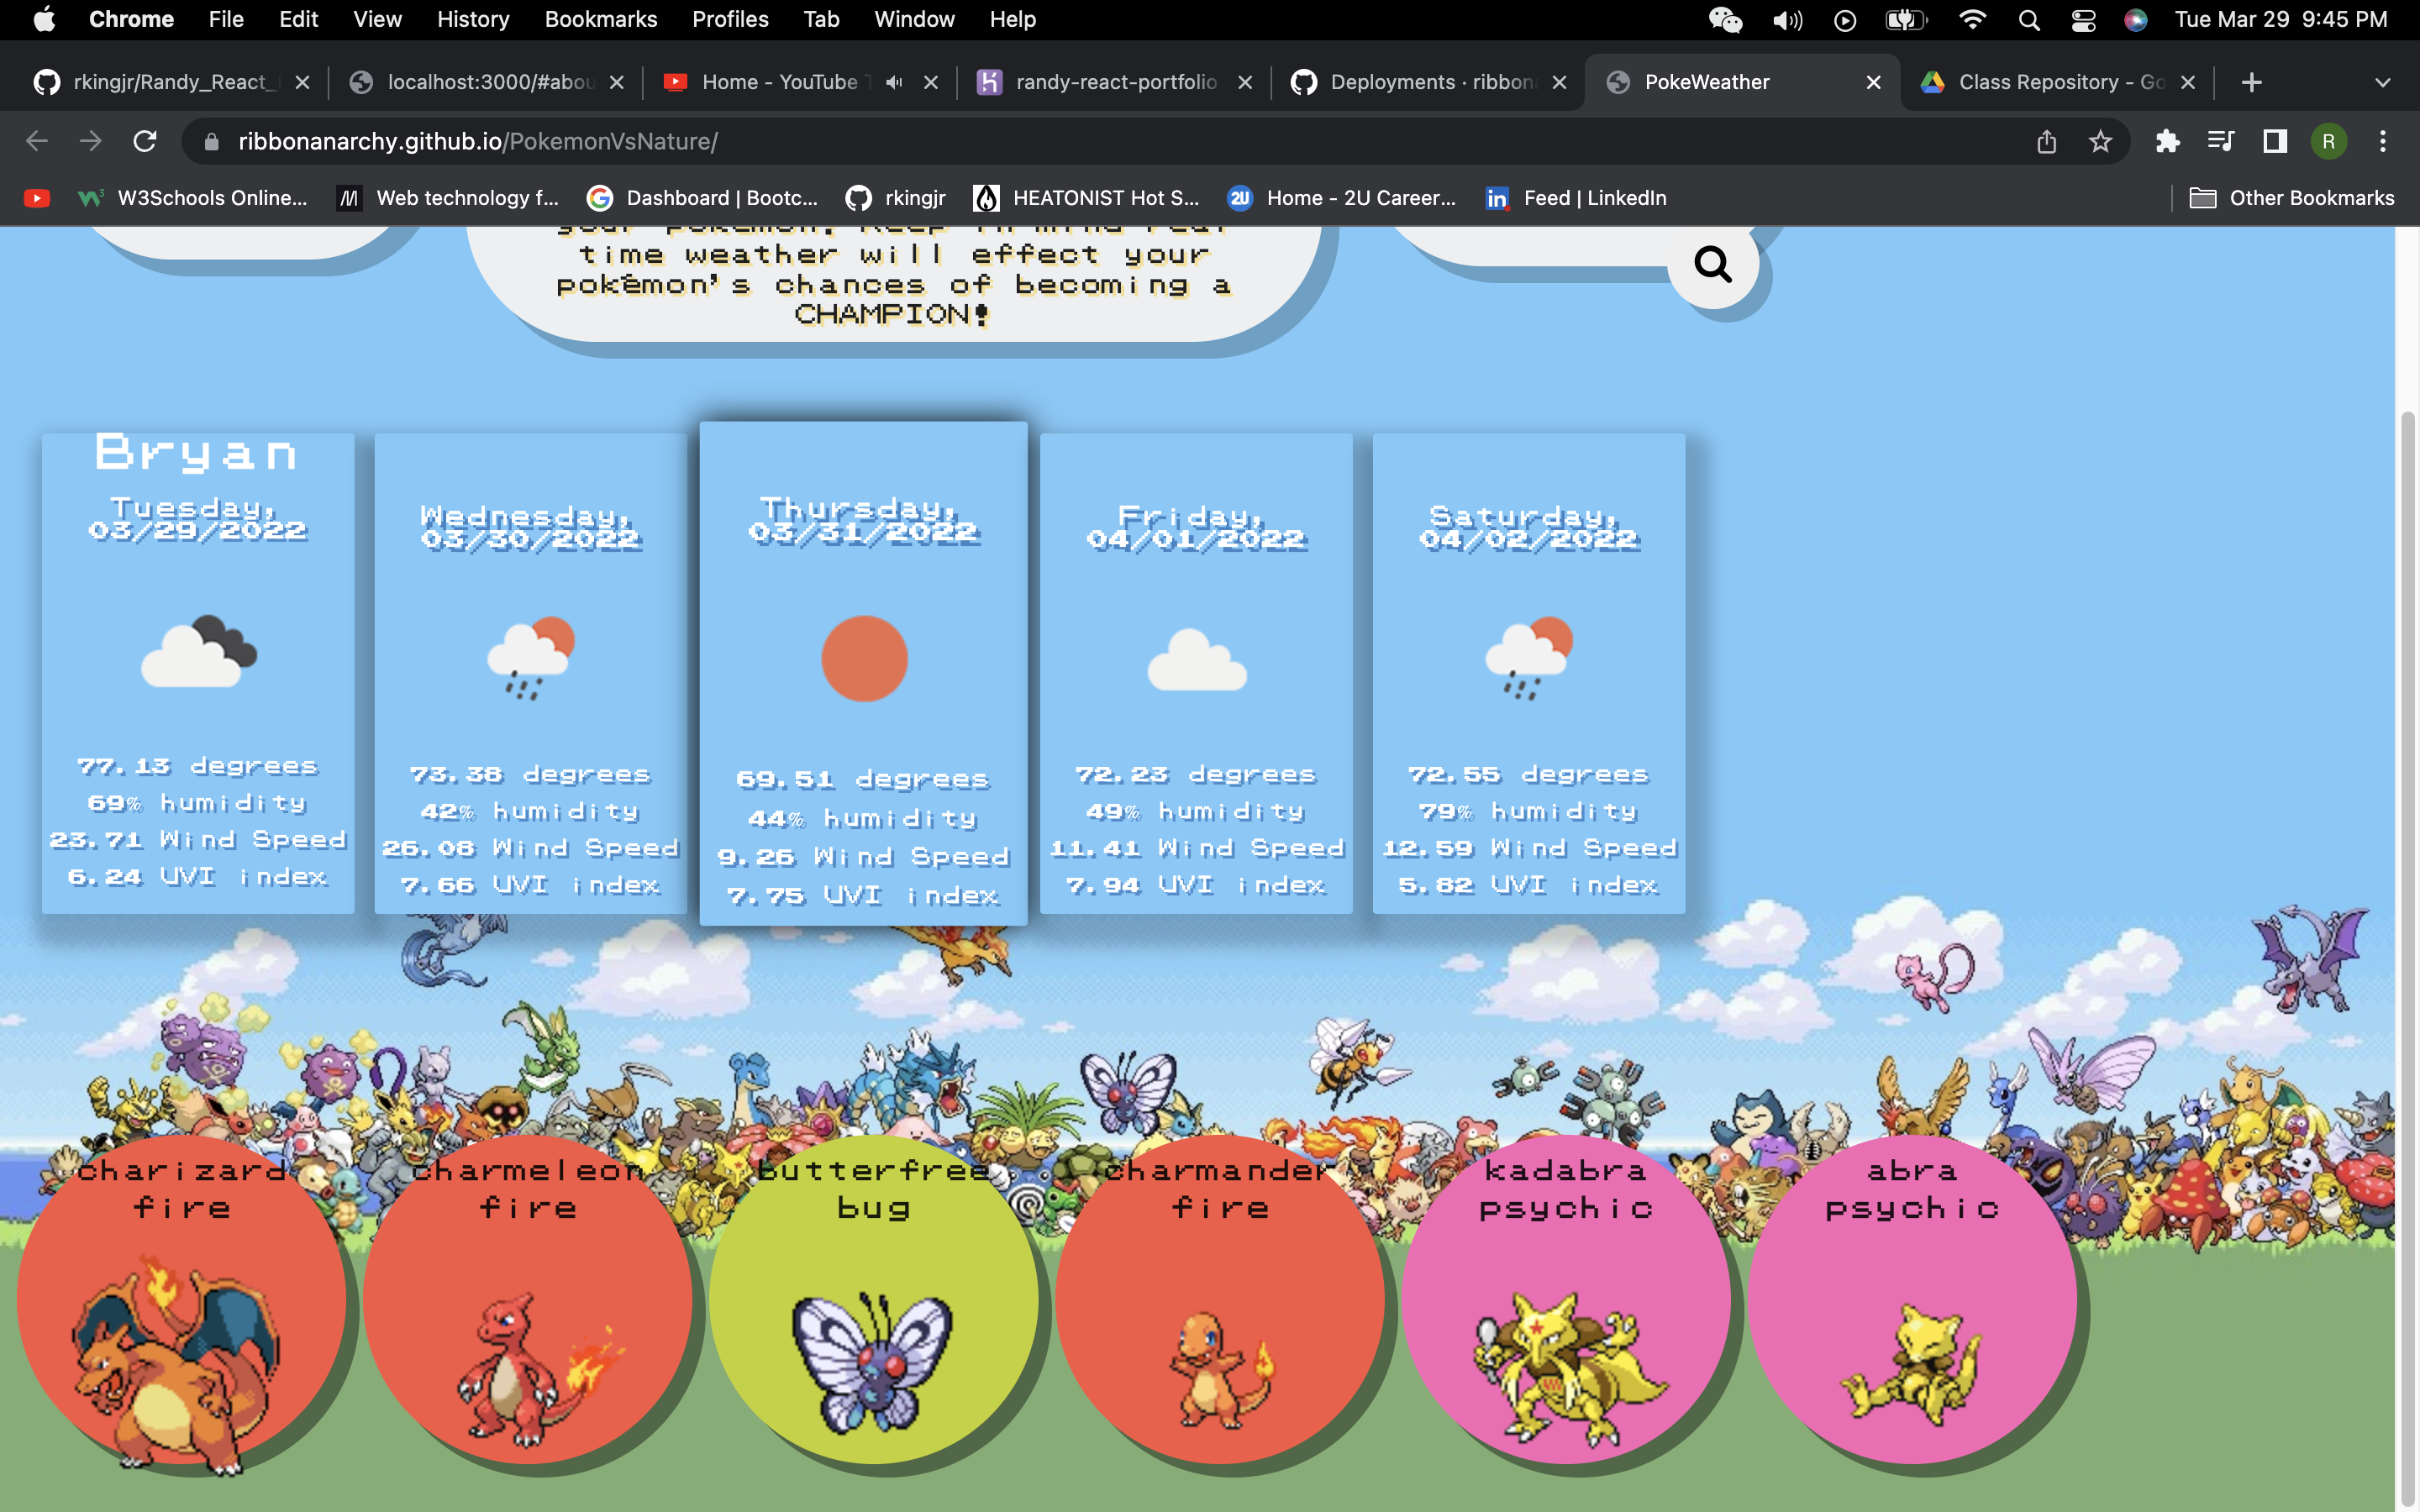 Chrome File Edit View History Bookmarks Profiles Tab Window Help Tue Mar 29 9:45 PM
rkingjr/Randy_React_ localhost:3000/#abou Home - YouTube randy-react-portfolio Deployments · ribbon PokeWeather Class Repository - Go
ribbonanarchy.github.io/PokemonVsNature/ R
W3Schools Online... Web technology f... Dashboard | Bootc... rkingjr HEATONIST Hot S... 2U Home - 2U Career... in Feed | LinkedIn Other Bookmarks
your pokemon. Keep in mind real
time weather will effect your
pokémon's chances of becoming a
CHAMPION!
Bryan
Tuesday,
03/29/2022
77.13 degrees
69% humidity
23.71 Wind Speed
6.24 UVI index
Wednesday,
03/30/2022
73.38 degrees
42% humidity
26.08 Wind Speed
7.66 UVI index
Thursday,
03/31/2022
69.51 degrees
44% humidity
9.26 Wind Speed
7.75 UVI index
Friday,
04/01/2022
72.23 degrees
49% humidity
11.41 Wind Speed
7.94 UVI index
Saturday,
04/02/2022
72.55 degrees
79% humidity
12.59 Wind Speed
5.82 UVI index
charizard
fire
charmeleon
fire
butterfree
bug
charmander
fire
kadabra
psychic
abra
psychic